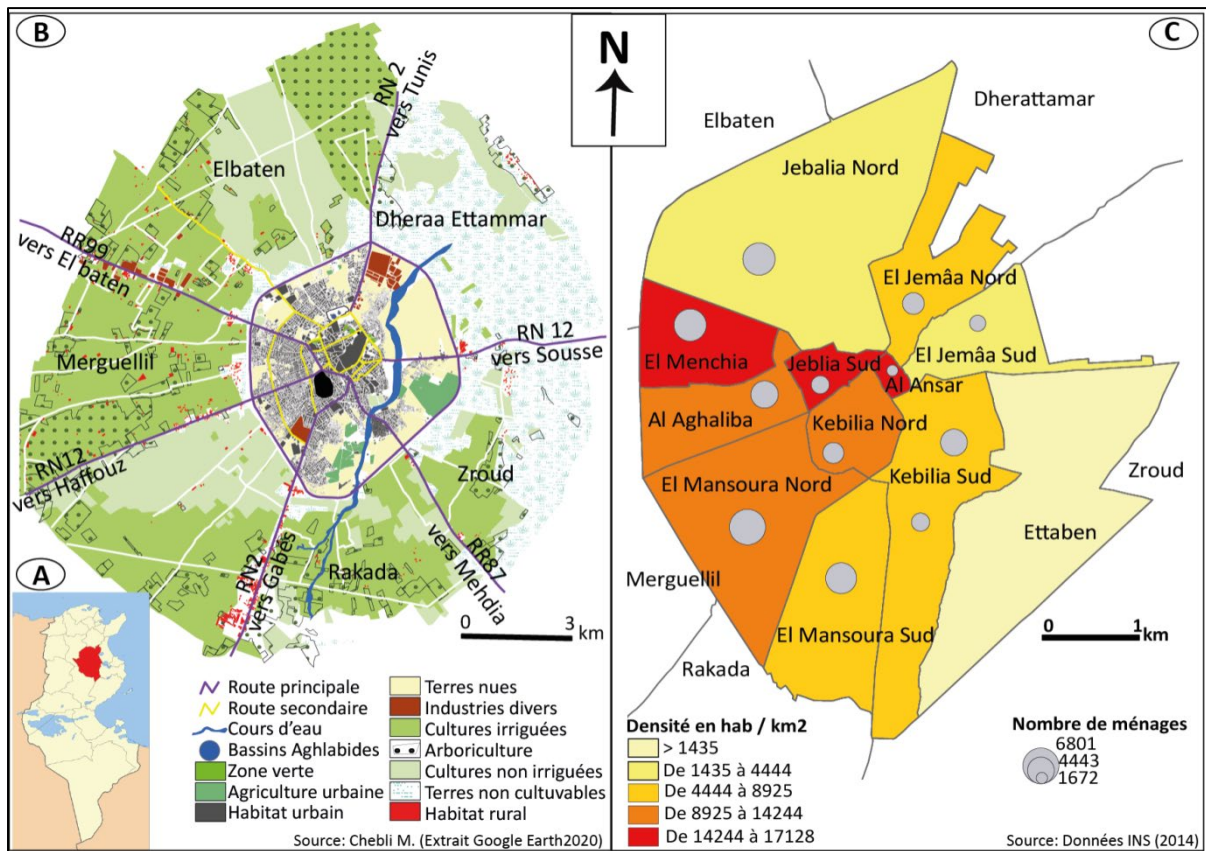 B
Elbaten
RN 2
vers Tunis
Dheraa Ettammar
RR99
vers El baten
RN 12
vers Sousse
Merguellil
RN12
vers Haffouz
Zroud
RN2
vers Gabès
Rakada
RR87
vers Mehdia
0 3
km
A
Route principale
Route secondaire
Cours d'eau
Bassins Aghlabides
Zone verte
Agriculture urbaine
Habitat urbain
Terres nues
Industries divers
Cultures irriguées
Arboriculture
Cultures non irriguées
Terres non cultuvables
Habitat rural
Source: Chebli M. (Extrait Google Earth2020)
N
C
Elbaten
Dherattamar
Jebalia Nord
El Jemâa Nord
El Menchia
Jeblia Sud
El Jemâa Sud
Al Ansar
Al Aghaliba
Kebilia Nord
El Mansoura Nord
Kebilia Sud
Zroud
Ettaben
Merguellil
El Mansoura Sud
Rakada
0 1
km
Densité en hab / km2
> 1435
De 1435 à 4444
De 4444 à 8925
De 8925 à 14244
De 14244 à 17128
Nombre de ménages
6801
4443
1672
Source: Données INS (2014)